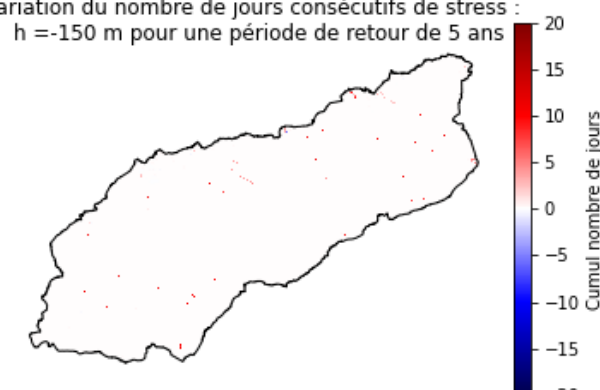 ariation du nombre de jours consécutifs de stress :
h =-150 m pour une période de retour de 5 ans
20
15
10
5
0
−5
−10
−15
Cumul nombre de jours